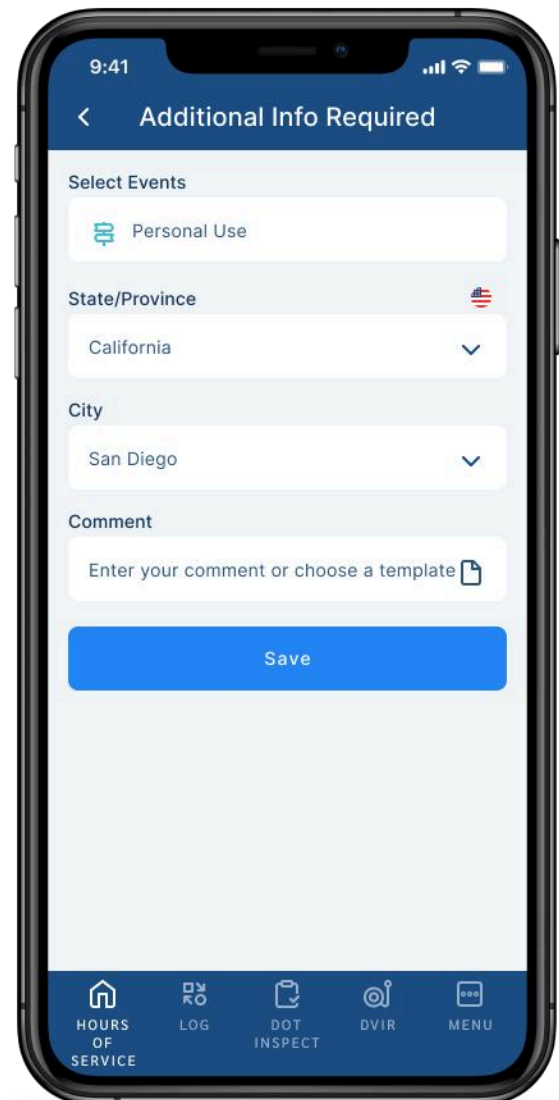 9:41
Additional Info Required
Select Events
Personal Use
State/Province
California
City
San Diego
Comment
Enter your comment or choose a template
Save
HOURS
OF
SERVICE
LOG
DOT
INSPECT
DVIR
MENU